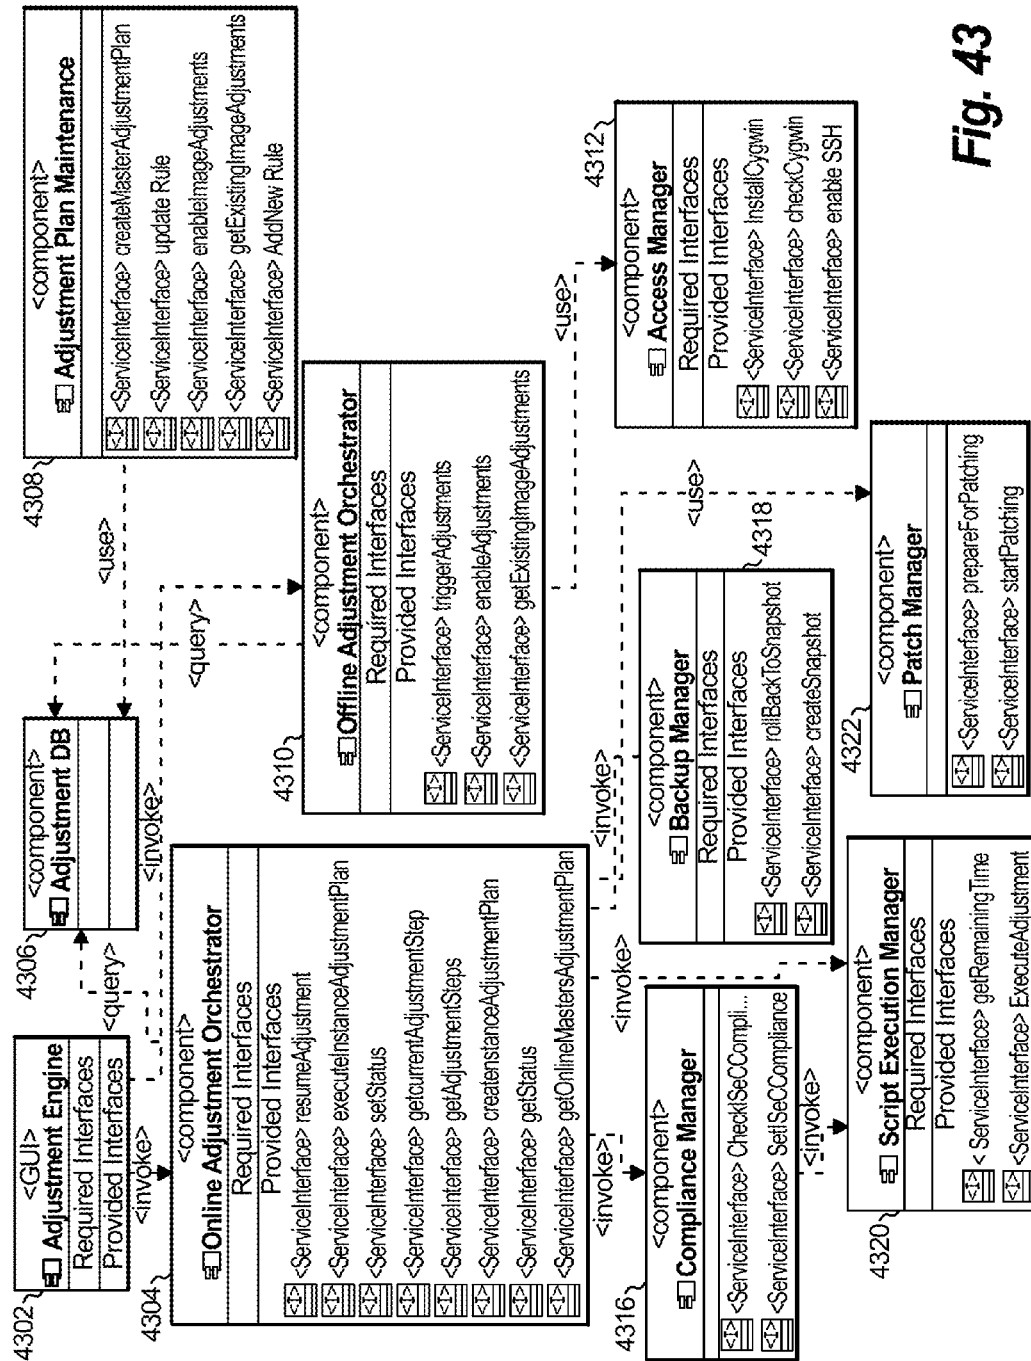 4302
<GUI>
Adjustment Engine
Required Interfaces
Provided Interfaces
<invoke>
<query>
4306
<component>
Adjustment DB
<invoke>
<use>
<query>
4308
<component>
Adjustment Plan Maintenance
<I> <ServiceInterface> createMasterAdjustmentPlan
<I> <ServiceInterface> update Rule
<I> <ServiceInterface> enableImageAdjustments
<I> <ServiceInterface> getExistingImageAdjustments
<I> <ServiceInterface> AddNew Rule
4304
<component>
Online Adjustment Orchestrator
Required Interfaces
Provided Interfaces
<I> <ServiceInterface> resumeAdjustment
<I> <ServiceInterface> executeInstanceAdjustmentPlan
<I> <ServiceInterface> setStatus
<I> <ServiceInterface> getcurrentAdjustmentStep
<I> <ServiceInterface> getAdjustmentSteps
<I> <ServiceInterface> createInstanceAdjustmentPlan
<I> <ServiceInterface> getStatus
<I> <ServiceInterface> getOnlineMastersAdjustmentPlan
4310
<component>
Offline Adjustment Orchestrator
Required Interfaces
Provided Interfaces
<I> <ServiceInterface> triggerAdjustments
<I> <ServiceInterface> enableAdjustments
<I> <ServiceInterface> getExistingImageAdjustments
<use>
<invoke>
<invoke>
<invoke>
<use>
4316
<component>
Compliance Manager
<I> <ServiceInterface> CheckISeCCompli...
<I> <ServiceInterface> SetISeCCompliance
<invoke>
4318
<component>
Backup Manager
Required Interfaces
Provided Interfaces
<I> <ServiceInterface> rollBackToSnapshot
<I> <ServiceInterface> createSnapshot
4312
<component>
Access Manager
Required Interfaces
Provided Interfaces
<I> <ServiceInterface> InstallCygwin
<I> <ServiceInterface> checkCygwin
<I> <ServiceInterface> enable SSH
4320
<component>
Script Execution Manager
Required Interfaces
Provided Interfaces
<I> < ServiceInterface> getRemainingTime
<I> <ServiceInterface> ExecuteAdjustment
4322
<component>
Patch Manager
<I> <ServiceInterface> prepareForPatching
<I> <ServiceInterface> startPatching
Fig. 43